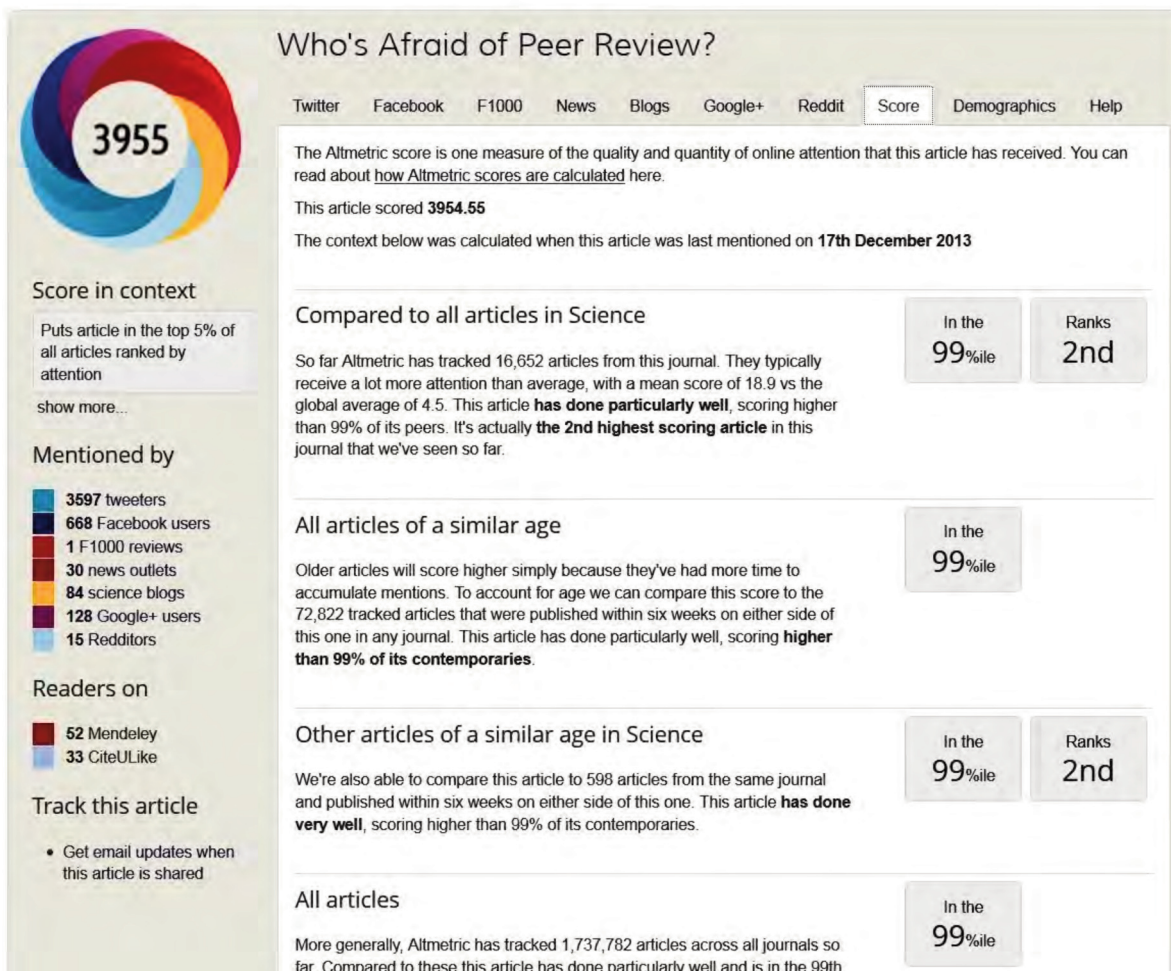 Who's Afraid of Peer Review?
3955
Twitter Facebook F1000 News Blogs Google+ Reddit Score Demographics Help
The Altmetric score is one measure of the quality and quantity of online attention that this article has received. You can
read about how Altmetric scores are calculated here.
This article scored 3954.55
The context below was calculated when this article was last mentioned on 17th December 2013
Score in context
Puts article in the top 5% of
all articles ranked by
attention
show more...
Mentioned by
3597 tweeters
668 Facebook users
1 F1000 reviews
30 news outlets
84 science blogs
128 Google+ users
15 Redditors
Readers on
52 Mendeley
33 CiteULike
Track this article
• Get email updates when
this article is shared
Compared to all articles in Science
So far Altmetric has tracked 16,652 articles from this journal. They typically
receive a lot more attention than average, with a mean score of 18.9 vs the
global average of 4.5. This article has done particularly well, scoring higher
than 99% of its peers. It's actually the 2nd highest scoring article in this
journal that we've seen so far.
In the
99%ile
Ranks
2nd
All articles of a similar age
Older articles will score higher simply because they've had more time to
accumulate mentions. To account for age we can compare this score to the
72,822 tracked articles that were published within six weeks on either side of
this one in any journal. This article has done particularly well, scoring higher
than 99% of its contemporaries.
In the
99%ile
Other articles of a similar age in Science
We're also able to compare this article to 598 articles from the same journal
and published within six weeks on either side of this one. This article has done
very well, scoring higher than 99% of its contemporaries.
In the
99%ile
Ranks
2nd
All articles
More generally, Altmetric has tracked 1,737,782 articles across all journals so
far. Compared to these this article has done particularly well and is in the 99th
In the
99%ile